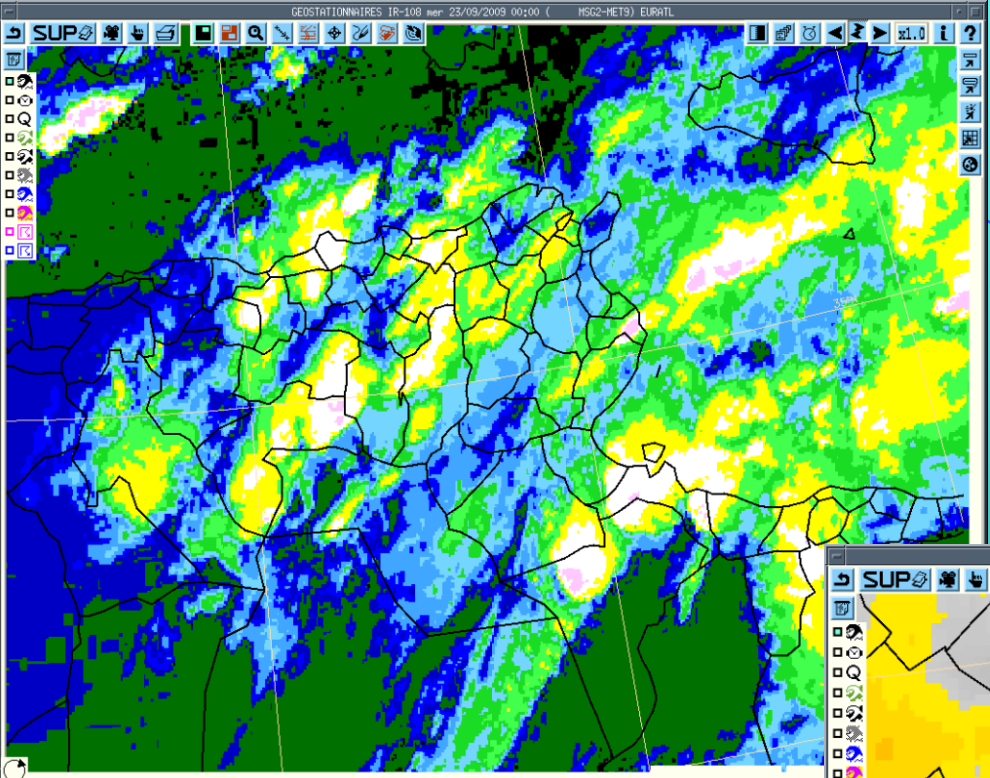 GEOSTATIONNAIRES IR-108 mer 23/09/2009 00:00 ( MSG2-MET9) EURATL
SUP
x1.0
i ?
35N
SUP